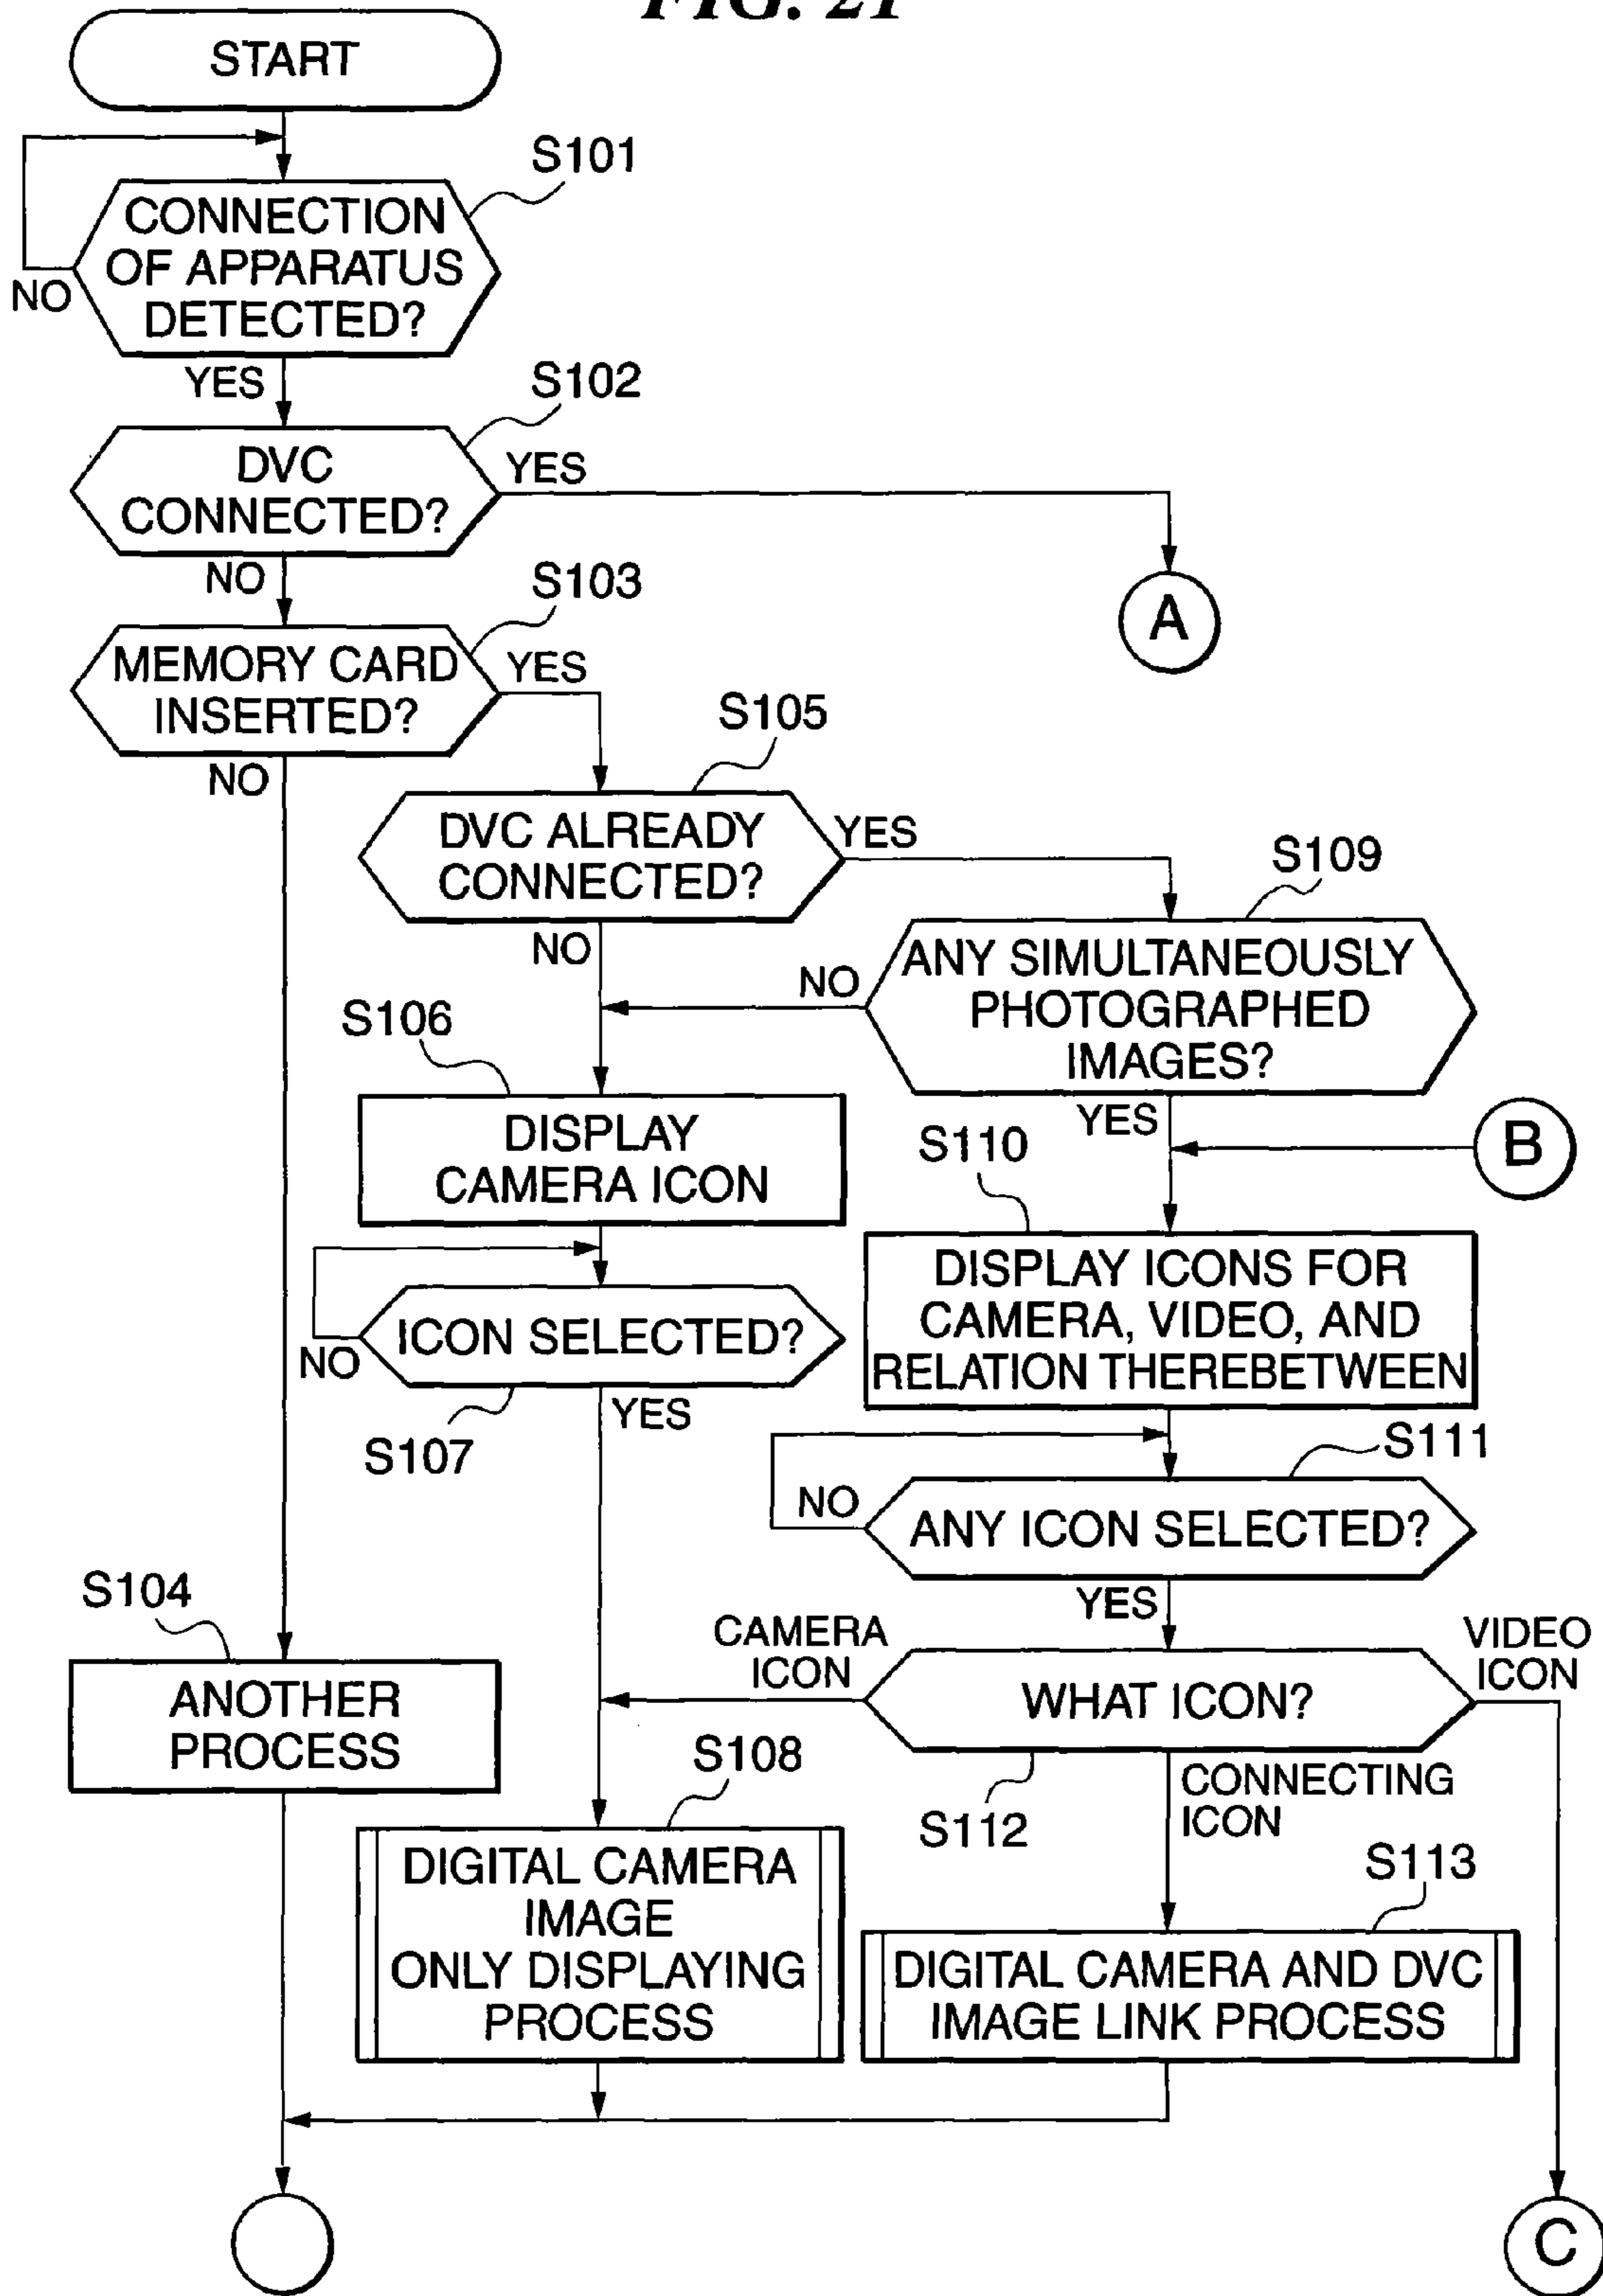 FIG. 21
START
S101
CONNECTION
OF APPARATUS
DETECTED?
NO
YES
S102
DVC
CONNECTED?
YES
NO
S103
A
MEMORY CARD
INSERTED?
YES
NO
S105
DVC ALREADY
CONNECTED?
YES
NO
S109
ANY SIMULTANEOUSLY
PHOTOGRAPHED
IMAGES?
NO
YES
S106
DISPLAY
CAMERA ICON
B
S110
DISPLAY ICONS FOR
CAMERA, VIDEO, AND
RELATION THEREBETWEEN
ICON SELECTED?
NO
YES
S107
S111
NO
ANY ICON SELECTED?
YES
S104
ANOTHER
PROCESS
CAMERA
ICON
WHAT ICON?
VIDEO
ICON
S112
CONNECTING
ICON
S108
DIGITAL CAMERA
IMAGE
ONLY DISPLAYING
PROCESS
S113
DIGITAL CAMERA AND DVC
IMAGE LINK PROCESS
C